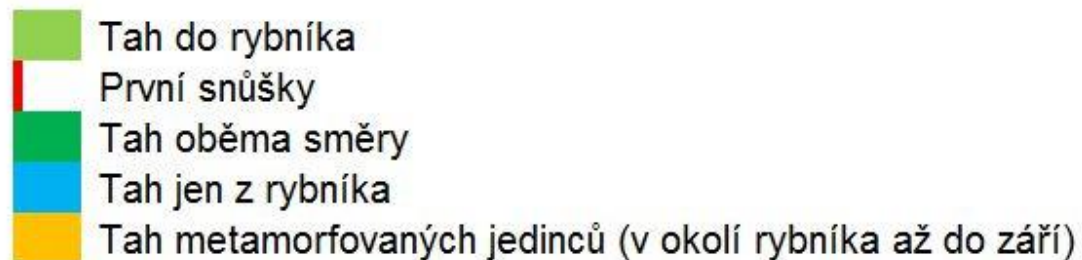 Tah do rybníka
První snůšky
Tah oběma směry
Tah jen z rybníka
Tah metamorfovaných jedinců (v okolí rybníka až do září)